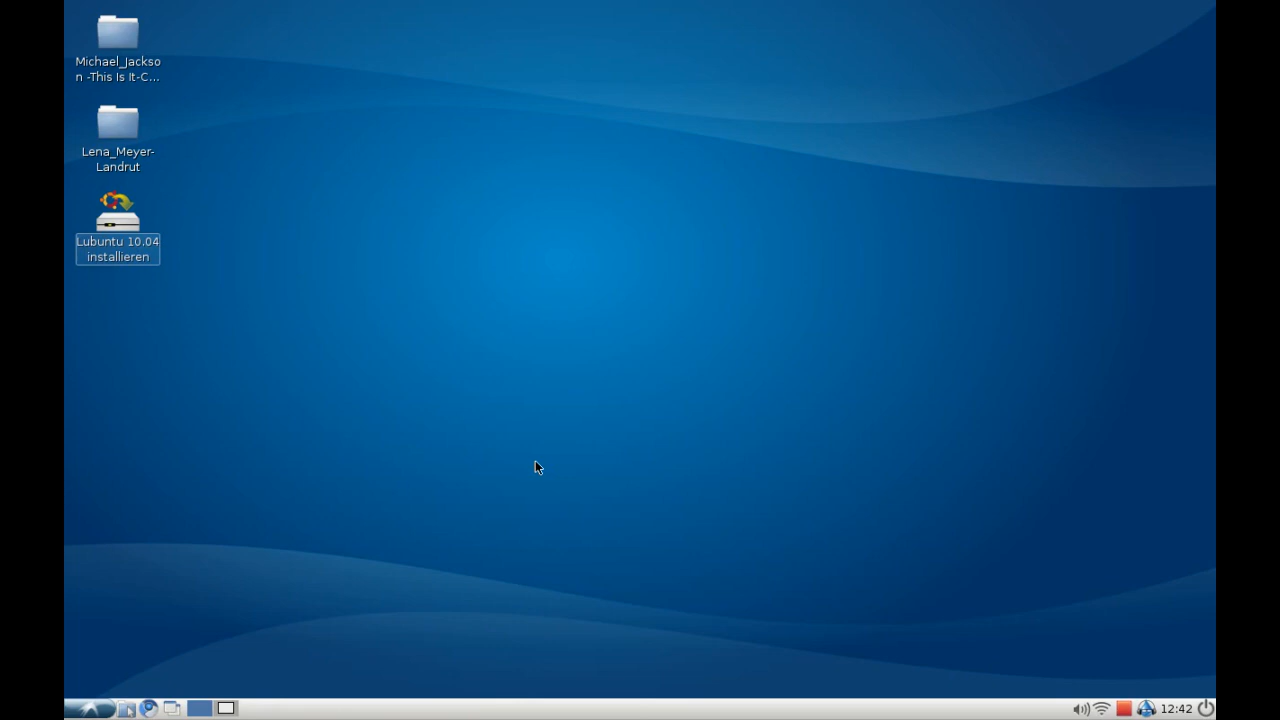 Michael_Jackso
n -This Is It-C...
Lena_Meyer-
Landrut
Lubuntu 10.04
installieren
12:42